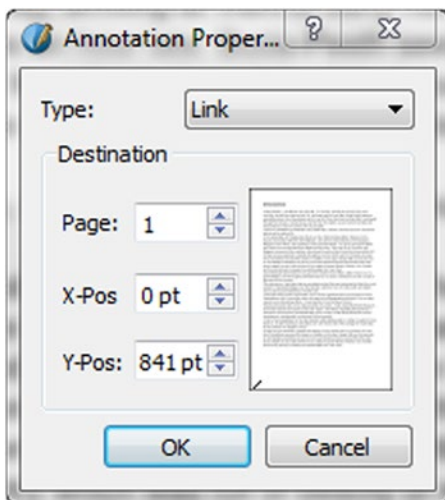 Annotation Proper...
Type: Link
Destination
Page: 1
X-Pos 0 pt
Y-Pos: 841 pt
OK Cancel